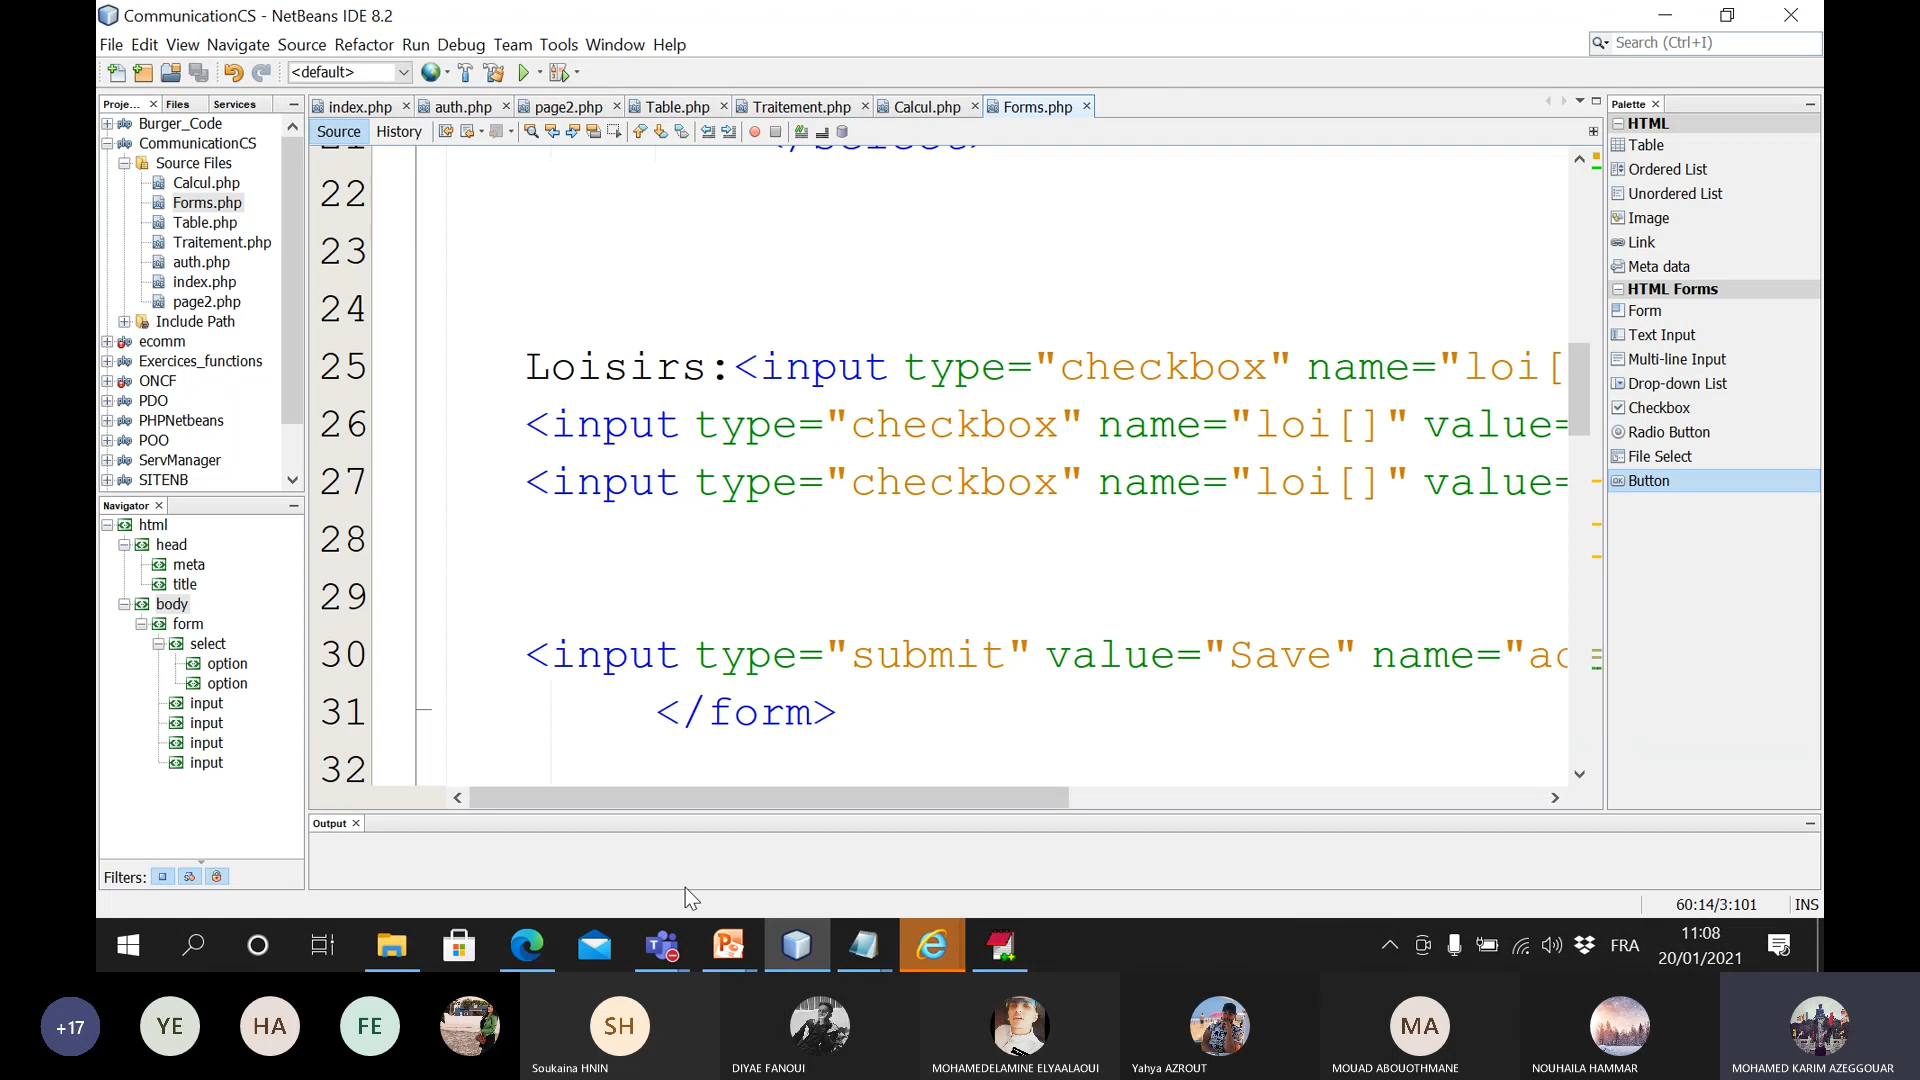 CommunicationCS - NetBeans IDE 8.2
File Edit View Navigate Source Refactor Run Debug Team Tools Window Help
Search (Ctrl+I)
<default>
Proje... Files Services
index.php auth.php page2.php Table.php Traitement.php Calcul.php Forms.php
Palette
Source History
Burger_Code
CommunicationCS
Source Files
Calcul.php
Forms.php
Table.php
Traitement.php
auth.php
index.php
page2.php
Include Path
ecomm
Exercices_functions
ONCF
PDO
PHPNetbeans
POO
ServManager
SITENB
Navigator
html
head
meta
title
body
form
select
option
option
input
input
input
input
Filters:
22
23
24
25 Loisirs:<input type="checkbox" name="loi[
26 <input type="checkbox" name="loi[]" value=
27 <input type="checkbox" name="loi[]" value=
28
29
30 <input type="submit" value="Save" name="ac
31 </form>
32
HTML
Table
Ordered List
Unordered List
Image
Link
Meta data
HTML Forms
Form
Text Input
Multi-line Input
Drop-down List
Checkbox
Radio Button
File Select
Button
Output
60:14/3:101 INS
FRA
11:08
20/01/2021
+17 YE HA FE SH MA
Soukaina HNIN
DIYAE FANOUI
MOHAMEDELAMINE ELYAALAOUI
Yahya AZROUT
MOUAD ABOUOTHMANE
NOUHAILA HAMMAR
MOHAMED KARIM AZEGGOUAR